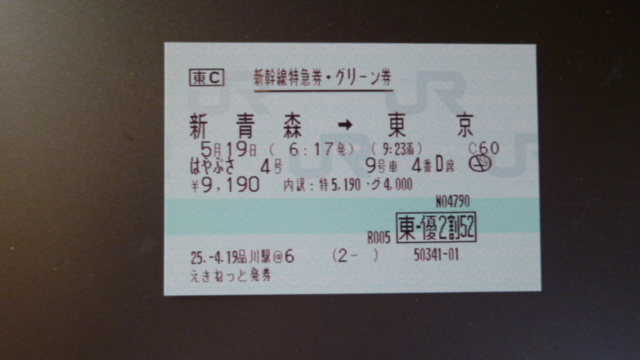 東C 新幹線特急券・グリーン券
新青森 → 東京
5月19日 ( 6:17発) ( 9:23着) C60
はやぶさ 4号 9号車 4番D席
¥9,190 内訳:特5,190・グ4,000
N04790
R005 東-優2割52
25.-4.19品川駅@6 (2- ) 50341-01
えきねっと発券